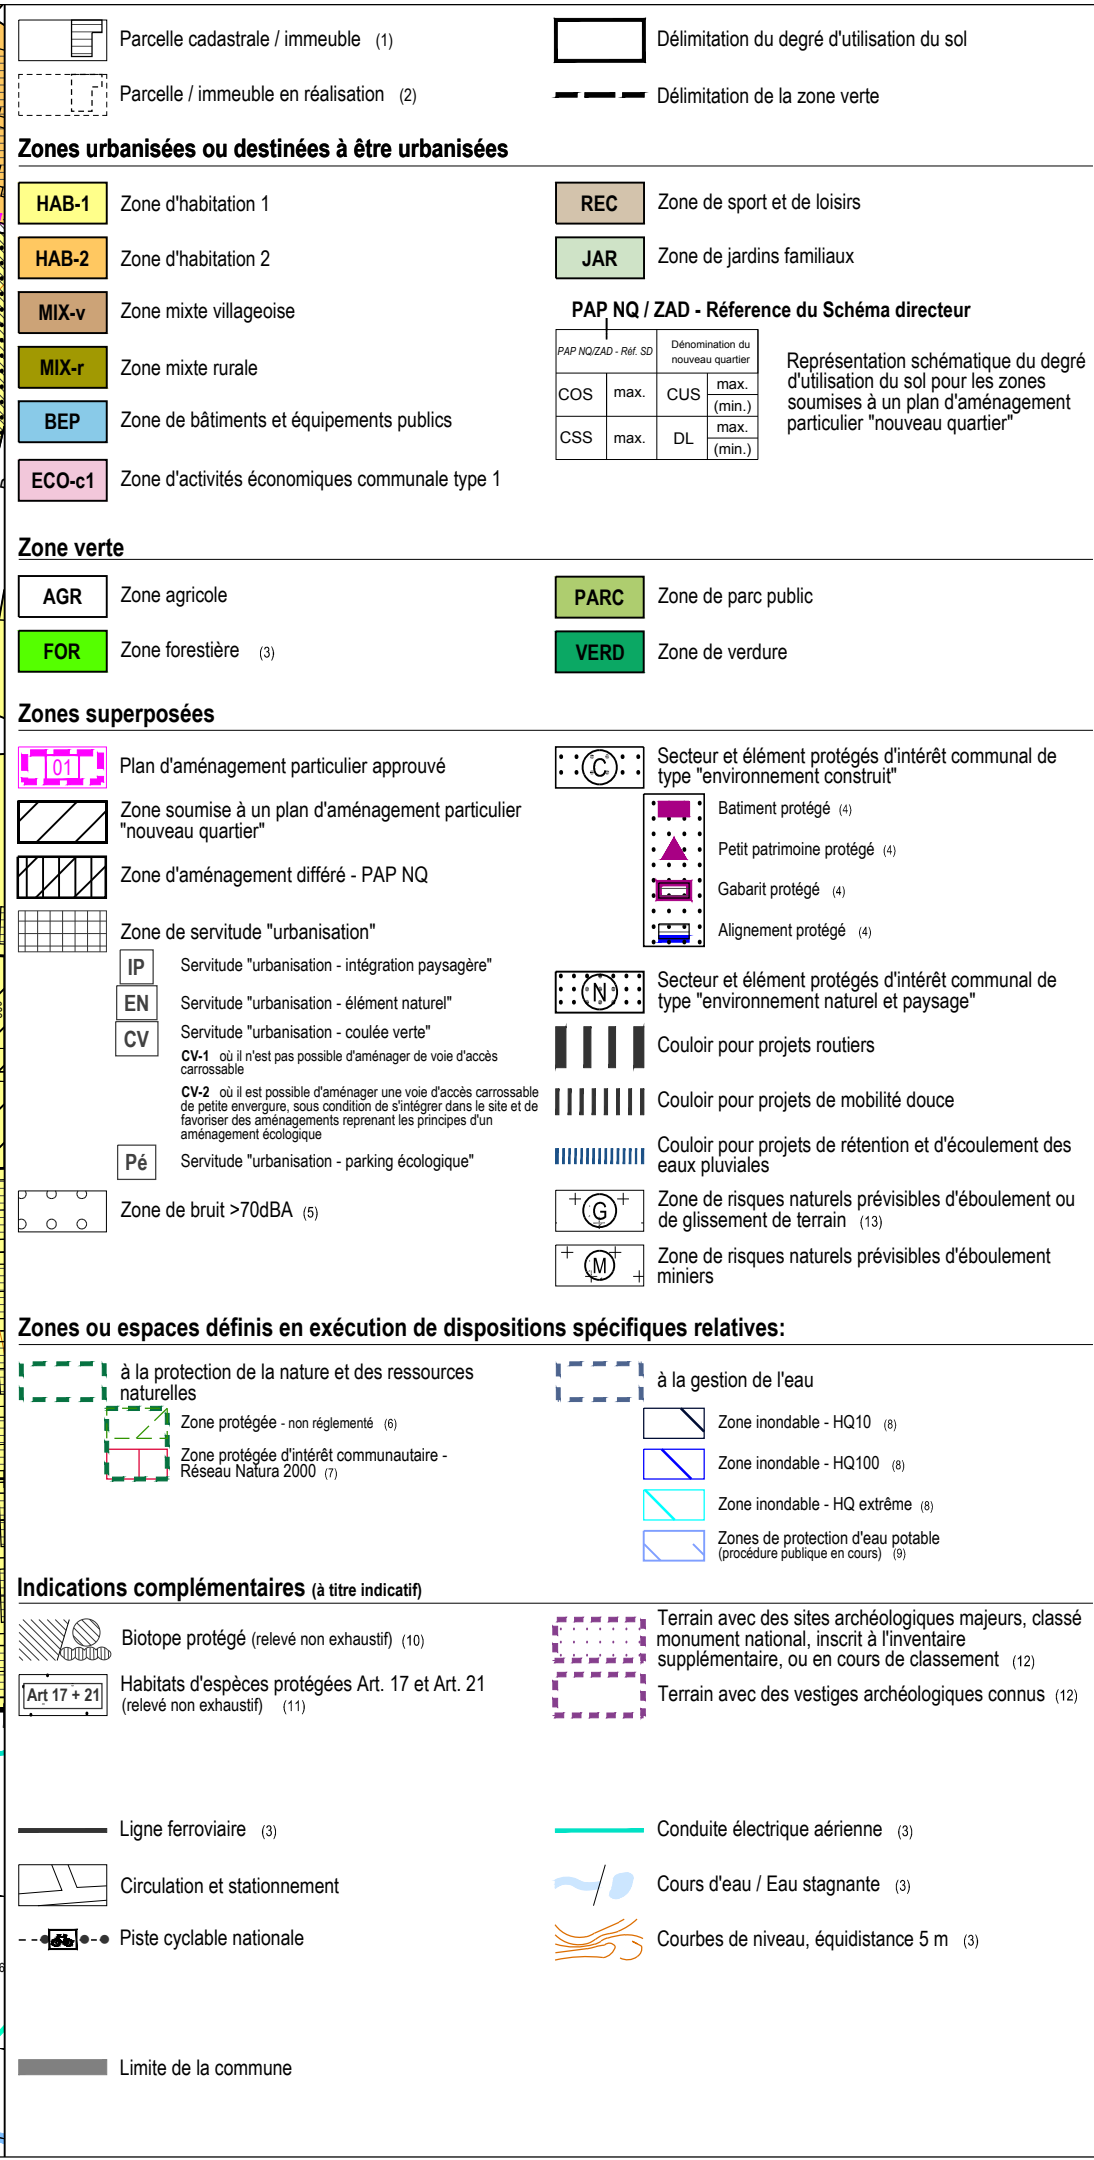 Parcelle cadastrale / immeuble (1)
Parcelle / immeuble en réalisation (2)
Délimitation du degré d'utilisation du sol
Délimitation de la zone verte
Zones urbanisées ou destinées à être urbanisées
HAB-1 Zone d'habitation 1
HAB-2 Zone d'habitation 2
MIX-v Zone mixte villageoise
MIX-r Zone mixte rurale
BEP Zone de bâtiments et équipements publics
ECO-c1 Zone d'activités économiques communale type 1
REC Zone de sport et de loisirs
JAR Zone de jardins familiaux
PAP NQ / ZAD - Réference du Schéma directeur
PAP NQ/ZAD - Réf. SD
Dénomination du
nouveau quartier
COS max. CUS max.
(min.)
CSS max. DL max.
(min.)
Représentation schématique du degré
d'utilisation du sol pour les zones
soumises à un plan d'aménagement
particulier "nouveau quartier"
Zone verte
AGR Zone agricole
FOR Zone forestière (3)
PARC Zone de parc public
VERD Zone de verdure
Zones superposées
01 Plan d'aménagement particulier approuvé
Zone soumise à un plan d'aménagement particulier
"nouveau quartier"
Zone d'aménagement différé - PAP NQ
Zone de servitude "urbanisation"
IP Servitude "urbanisation - intégration paysagère"
EN Servitude "urbanisation - élément naturel"
CV Servitude "urbanisation - coulée verte"
CV-1 où il n'est pas possible d'aménager de voie d'accès
carrossable
CV-2 où il est possible d'aménager une voie d'accès carrossable
de petite envergure, sous condition de s'intégrer dans le site et de
favoriser des aménagements reprenant les principes d'un
aménagement écologique
Pé Servitude "urbanisation - parking écologique"
Zone de bruit >70dBA (5)
C Secteur et élément protégés d'intérêt communal de
type "environnement construit"
Batiment protégé (4)
Petit patrimoine protégé (4)
Gabarit protégé (4)
Alignement protégé (4)
N Secteur et élément protégés d'intérêt communal de
type "environnement naturel et paysage"
Couloir pour projets routiers
Couloir pour projets de mobilité douce
Couloir pour projets de rétention et d'écoulement des
eaux pluviales
G Zone de risques naturels prévisibles d'éboulement ou
de glissement de terrain (13)
M Zone de risques naturels prévisibles d'éboulement
miniers
Zones ou espaces définis en exécution de dispositions spécifiques relatives:
à la protection de la nature et des ressources
naturelles
Zone protégée - non réglementé (6)
Zone protégée d'intérêt communautaire -
Réseau Natura 2000 (7)
à la gestion de l'eau
Zone inondable - HQ10 (8)
Zone inondable - HQ100 (8)
Zone inondable - HQ extrême (8)
Zones de protection d'eau potable
(procédure publique en cours) (9)
Indications complémentaires (à titre indicatif)
Biotope protégé (relevé non exhaustif) (10)
Art 17 + 21 Habitats d'espèces protégées Art. 17 et Art. 21
(relevé non exhaustif) (11)
Terrain avec des sites archéologiques majeurs, classé
monument national, inscrit à l'inventaire
supplémentaire, ou en cours de classement (12)
Terrain avec des vestiges archéologiques connus (12)
Ligne ferroviaire (3)
Circulation et stationnement
Piste cyclable nationale
Conduite électrique aérienne (3)
Cours d'eau / Eau stagnante (3)
Courbes de niveau, équidistance 5 m (3)
Limite de la commune